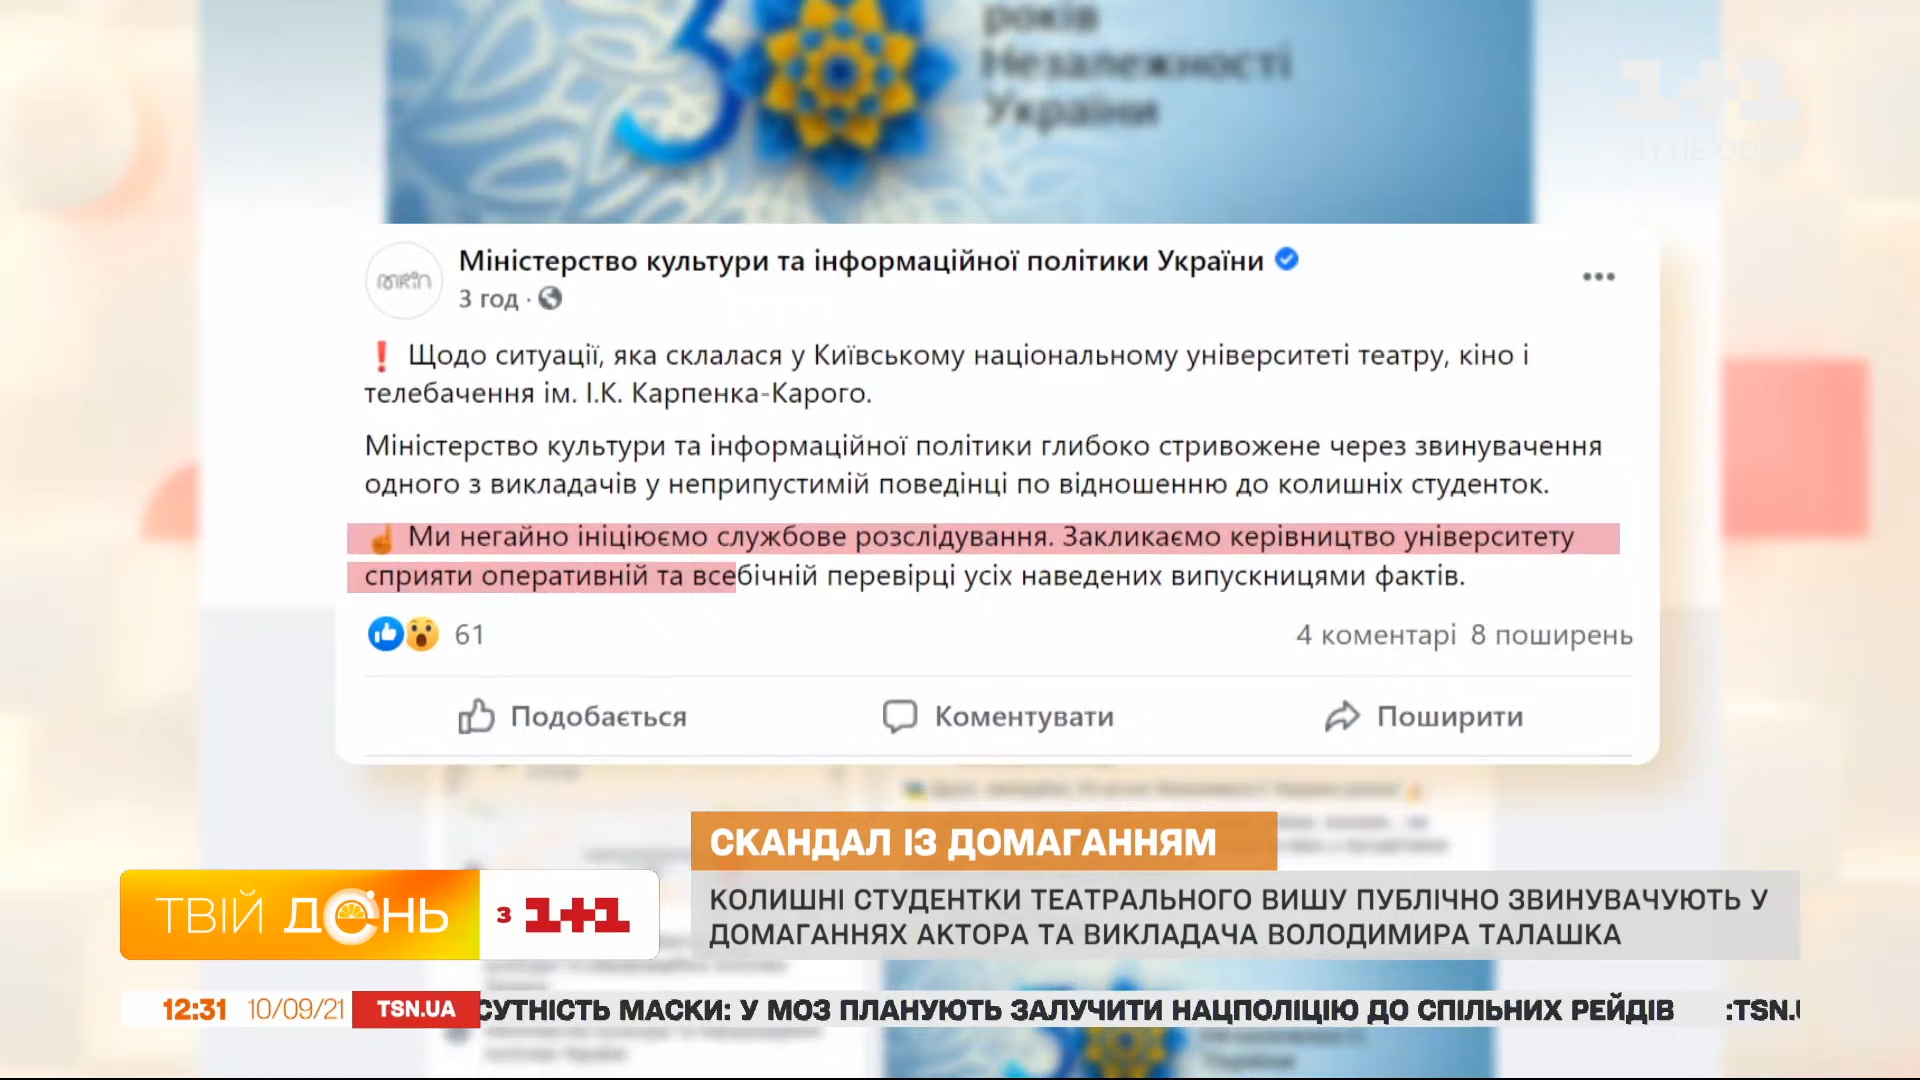 років
Незалежності
України
1+1
Міністерство культури та інформаційної політики України
3 год ·
❗ Щодо ситуації, яка склалася у Київському національному університеті театру, кіно і
телебачення ім. І.К. Карпенка-Карого.
Міністерство культури та інформаційної політики глибоко стривожене через звинувачення
одного з викладачів у неприпустимій поведінці по відношенню до колишніх студенток.
☝ Ми негайно ініціюємо службове розслідування. Закликаємо керівництво університету
сприяти оперативній та всебічній перевірці усіх наведених випускницями фактів.
61
4 коментарі 8 поширень
Подобається Коментувати Поширити
СКАНДАЛ ІЗ ДОМАГАННЯМ
КОЛИШНІ СТУДЕНТКИ ТЕАТРАЛЬНОГО ВИШУ ПУБЛІЧНО ЗВИНУВАЧУЮТЬ У
ДОМАГАННЯХ АКТОРА ТА ВИКЛАДАЧА ВОЛОДИМИРА ТАЛАШКА
ТВІЙ ДЕНЬ з 1+1
12:31 10/09/21 TSN.UA СУТНІСТЬ МАСКИ: У МОЗ ПЛАНУЮТЬ ЗАЛУЧИТИ НАЦПОЛІЦІЮ ДО СПІЛЬНИХ РЕЙДІВ :TSN.U